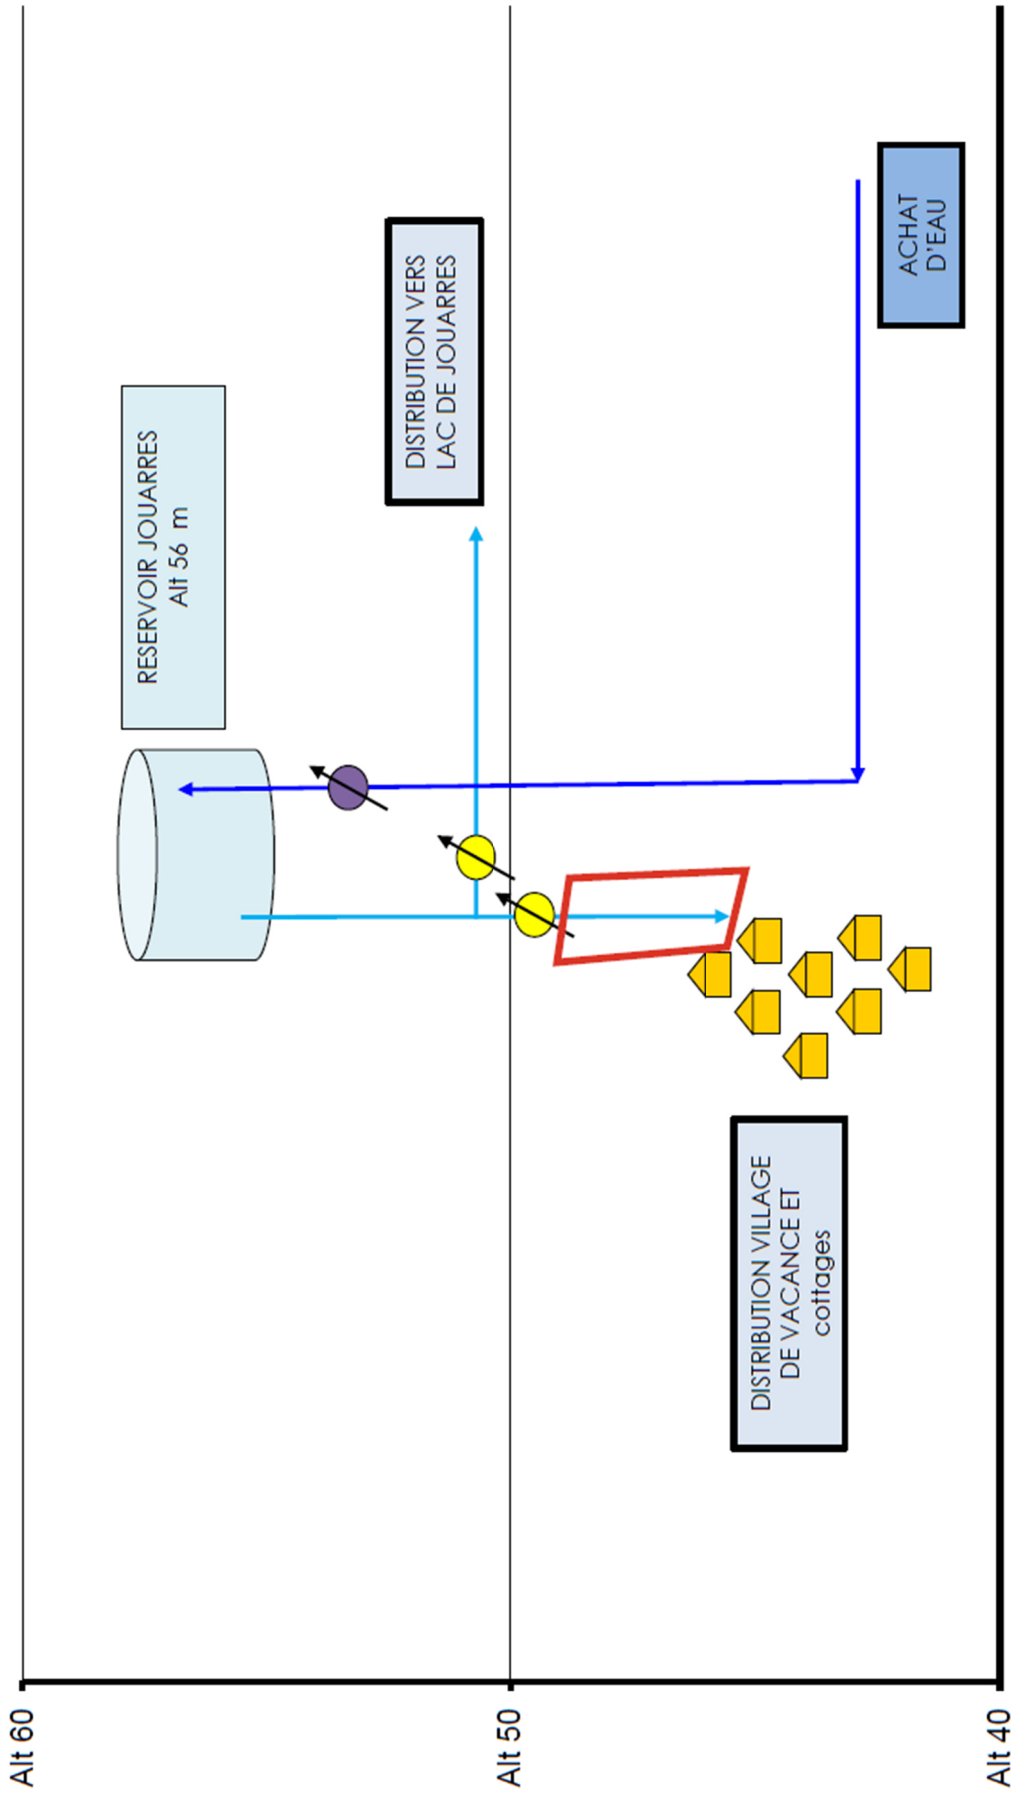 Alt 60
RESERVOIR JOUARRES
Alt 56 m
DISTRIBUTION VERS
LAC DE JOUARRES
Alt 50
DISTRIBUTION VILLAGE
DE VACANCE ET
cottages
ACHAT
D'EAU
Alt 40